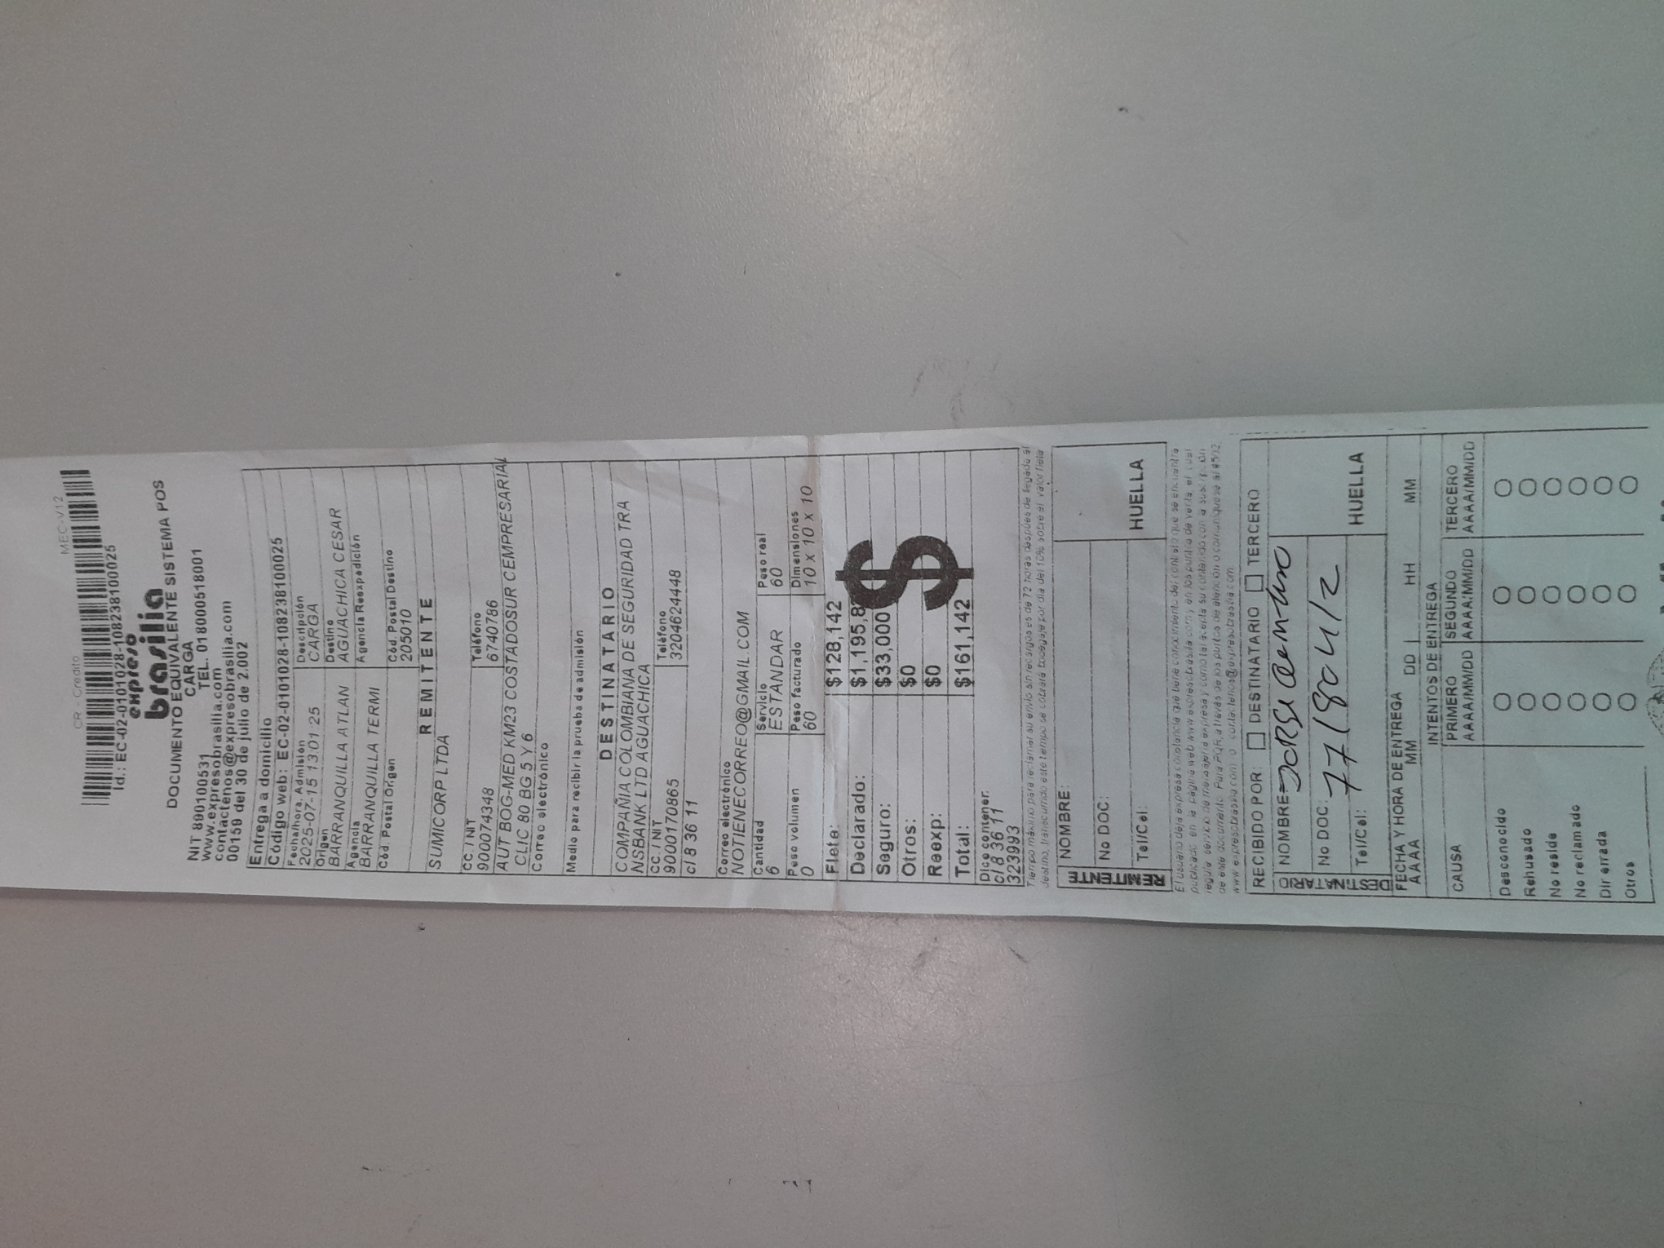 MEC-V12
CR - Credito
Id.: EC-02-0101028-108238100025
expreso
brasilia
DOCUMENTO EQUIVALENTE SISTEMA POS
CARGA
NIT 890100531 TEL. 018000518001
www.expresobrasilia.com
contactenos@expresobrasilia.com
00150 del 30 de julio de 2.002
Entrega a domicilio
Código web: EC-02-0101028-108238100025
Fecha/hora. Admisión Descripción
2025-07-15 13:01:25 CARGA
Origen Destino
BARRANQUILLA ATLAN AGUACHICA CESAR
Agencia Agencia Reexpedición
BARRANQUILLA TERMI
Cód. Postal Origen Cód. Postal Destino
205010
REMITENTE
SUMICORP LTDA
CC. / NIT Teléfono
9000074348 6740786
AUT BOG-MED KM23 COSTADOSUR CEMPRESARIAL
CLIC 80 BG 5 Y 6
Correo electrónico
Medio para recibir la prueba de admisión
DESTINATARIO
COMPAÑIA COLOMBIANA DE SEGURIDAD TRA
NSBANK LTD AGUACHICA
CC. / NIT Teléfono
9000170865 3204624448
cl 8 36 11
Correo electrónico
NOTIENECORREO@GMAIL.COM
Cantidad Servicio Peso real
6 ESTANDAR 60
Peso volumen Peso facturado Dimensiones
0 60 10 x 10 x 10
Flete: $128,142
Declarado: $1,195,8
Seguro: $33,000
Otros: $0
Reexp: $0
Total: $161,142
$$
Dice contener.
cl 8 36 11
323993
REMITENTE
NOMBRE:
No DOC:
Tel/Cel:
HUELLA
RECIBIDO POR: DESTINATARIO TERCERO
DESTINATARIO
NOMBRE:
No DOC:
Tel/Cel:
HUELLA
FECHA Y HORA DE ENTREGA
AAAA MM DD HH MM
INTENTOS DE ENTREGA
CAUSA PRIMERO SEGUNDO TERCERO
AAAA/MM/DD AAAA/MM/DD AAAA/MM/DD
Desconocido
Rehusado
No reside
No reclamado
Dir errada
Otros